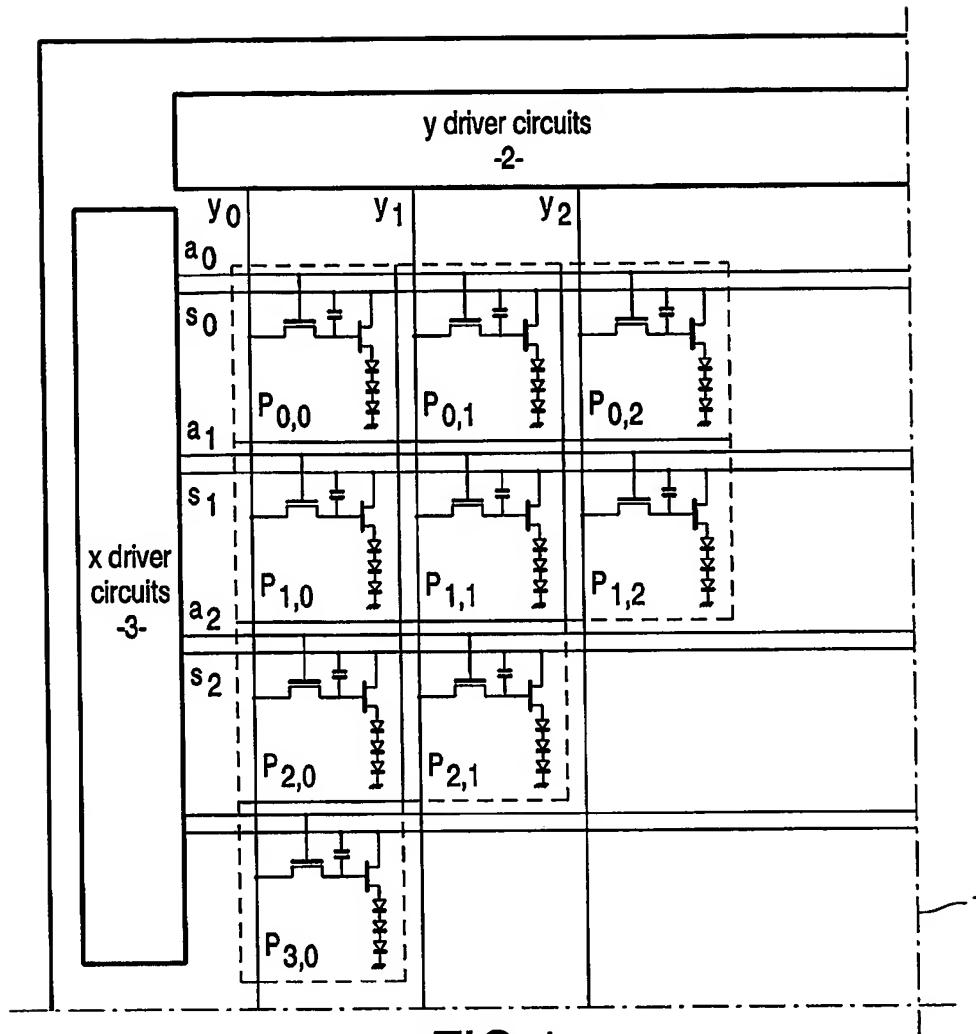 y driver circuits
-2-
y0 y1 y2
a0
s0
P0,0 P0,1 P0,2
a1
s1
x driver
circuits
-3-
P1,0 P1,1 P1,2
a2
s2
P2,0 P2,1
P3,0